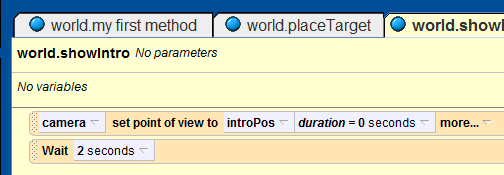 world.my first method world.placeTarget world.showI
world.showIntro No parameters
No variables
camera set point of view to introPos duration = 0 seconds more...
Wait 2 seconds